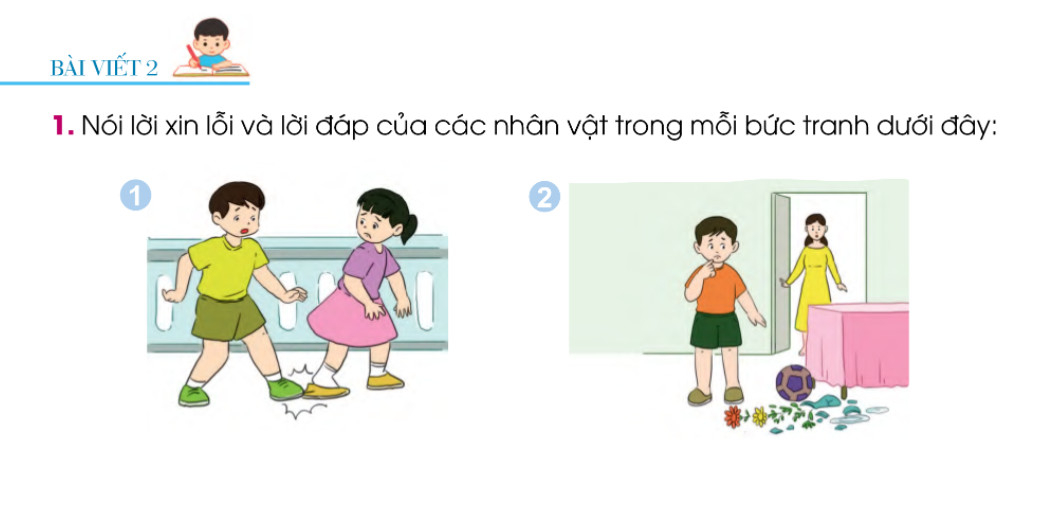 BÀI VIẾT 2
1. Nói lời xin lỗi và lời đáp của các nhân vật trong mỗi bức tranh dưới đây:
1
2